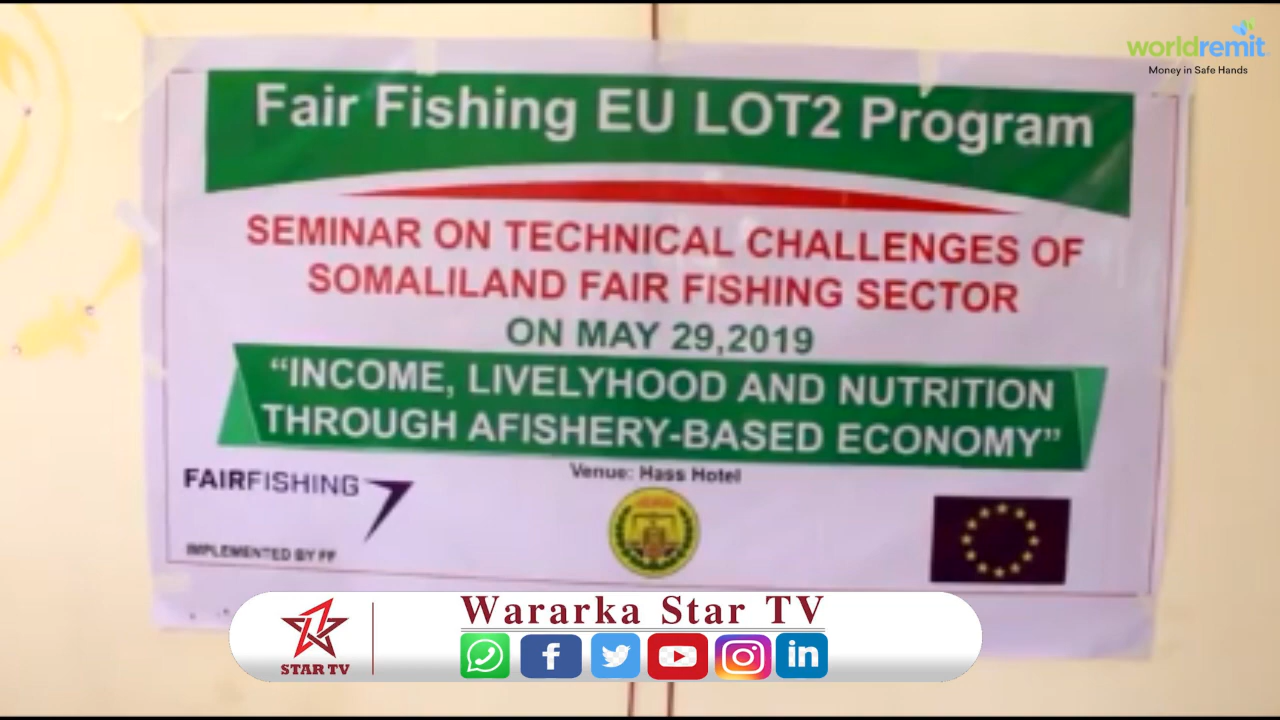 worldremit
Money in Safe Hands
Fair Fishing EU LOT2 Program
SEMINAR ON TECHNICAL CHALLENGES OF
SOMALILAND FAIR FISHING SECTOR
ON MAY 29,2019
“INCOME, LIVELYHOOD AND NUTRITION
THROUGH AFISHERY-BASED ECONOMY”
Venue: Hass Hotel
FAIRFISHING
IMPLEMENTED BY FF
Wararka Star TV
STAR TV
f
in